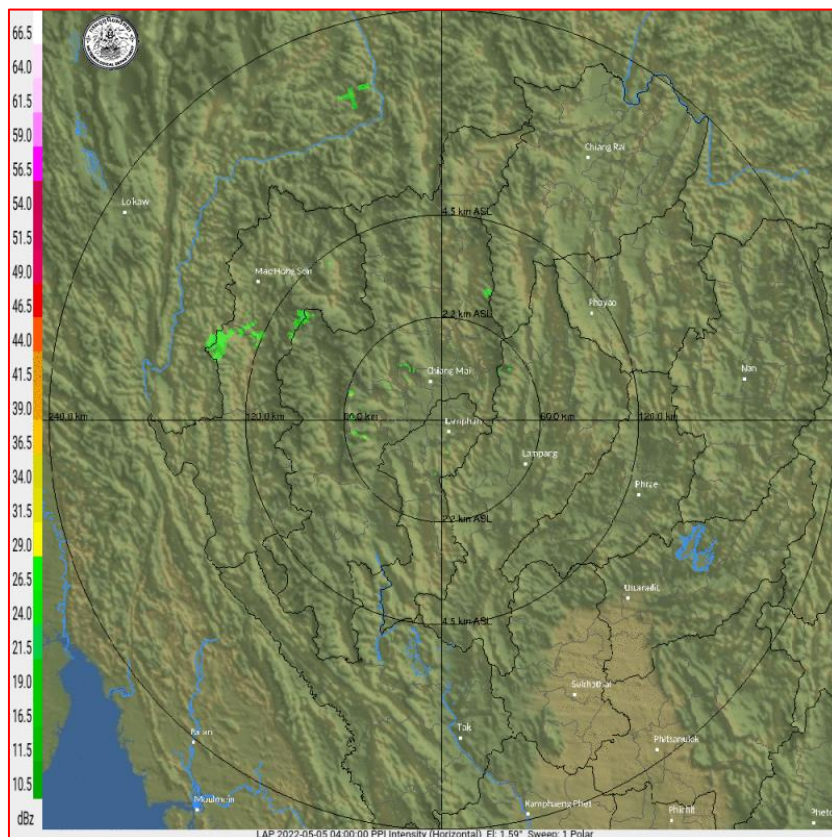 66.5
64.0
61.5
59.0
56.5
54.0
51.5
49.0
46.5
44.0
41.5
39.0
36.5
34.0
31.5
29.0
26.5
24.0
21.5
19.0
16.5
11.5
10.5
dBz
Chiang Rai
Loikaw
4.5 km ASL
Mae Hong Son
Phayao
2.3 km ASL
Chiang Mai
Nan
240.0 km
120.0 km
60.0 km
120.0 km
Lamphun
Lampang
Phrae
2.2 km ASL
Uttaradit
4.5 km ASL
Sukhothai
Tak
Pa-an
Phitsanulok
Moulmein
Kamphaeng Phet
Phichit
LAP 2022-05-05 04:00:00 PPI Intensity (Horizontal) El: 1.59° Sweep: 1 Polar